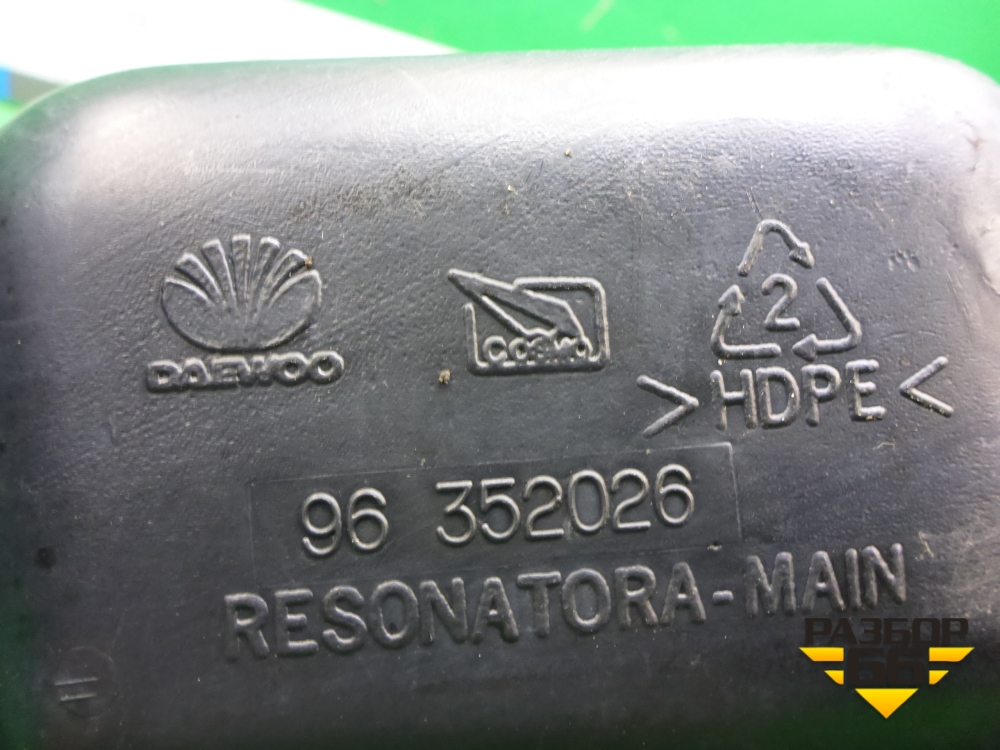 DAEWOO
COSMO
2
>HDPE<
96 352026
RESONATORA-MAIN
РАЗБОР
66